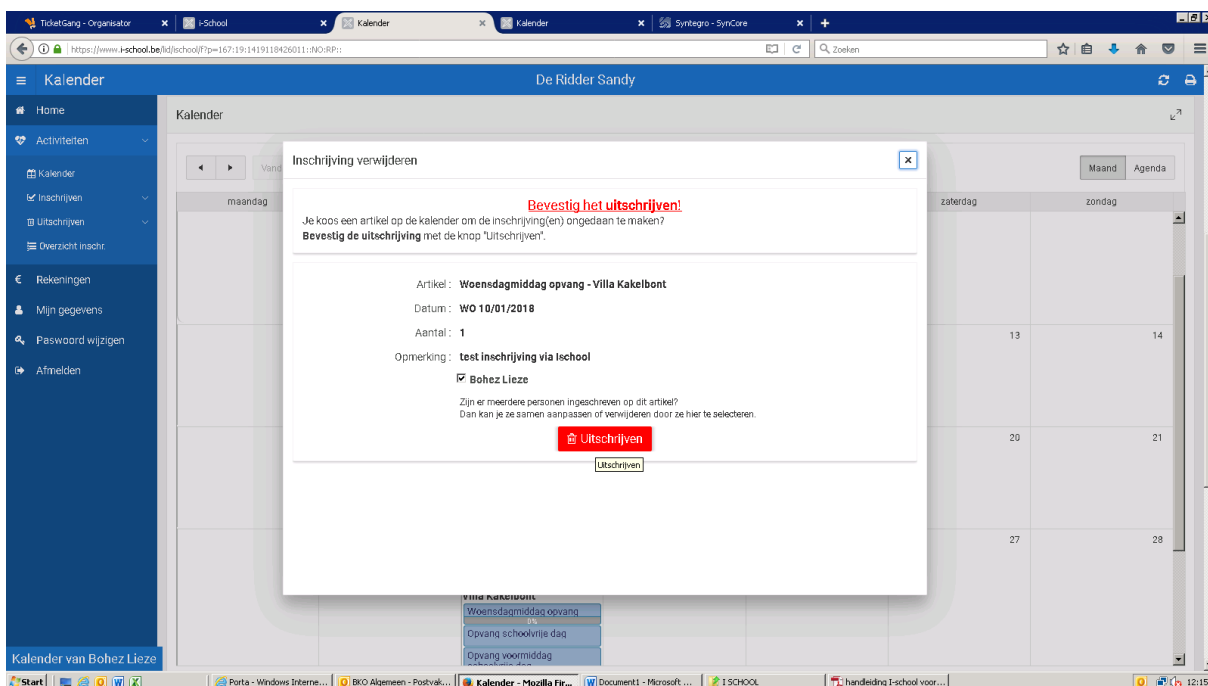 TicketGang - Organisator
i-School
Kalender
Kalender
Syntegro - SynCore
https://www.i-school.be/lid/ischool/f?p=167:19:1419118426011::NO:RP::
Zoeken
Kalender
De Ridder Sandy
Home
Activiteiten
Kalender
Inschrijven
Uitschrijven
Overzicht inschr.
Rekeningen
Mijn gegevens
Paswoord wijzigen
Afmelden
Kalender van Bohez Lieze
Kalender
Maand Agenda
maandag zaterdag zondag
13 14
20 21
27 28
Inschrijving verwijderen
Bevestig het uitschrijven!
Je koos een artikel op de kalender om de inschrijving(en) ongedaan te maken?
Bevestig de uitschrijving met de knop "Uitschrijven".
Artikel : Woensdagmiddag opvang - Villa Kakelbont
Datum : WO 10/01/2018
Aantal : 1
Opmerking : test inschrijving via Ischool
Bohez Lieze
Zijn er meerdere personen ingeschreven op dit artikel?
Dan kan je ze samen aanpassen of verwijderen door ze hier te selecteren.
Uitschrijven
Uitschrijven
Villa Kakelbont
Woensdagmiddag opvang
0%
Opvang schoolvrije dag
Opvang voormiddag
schoolvrije dag
Start
Porta - Windows Interne...
BKO Algemeen - Postvak...
Kalender - Mozilla Fir...
Document1 - Microsoft ...
I SCHOOL
handleiding I-school voor...
12:15